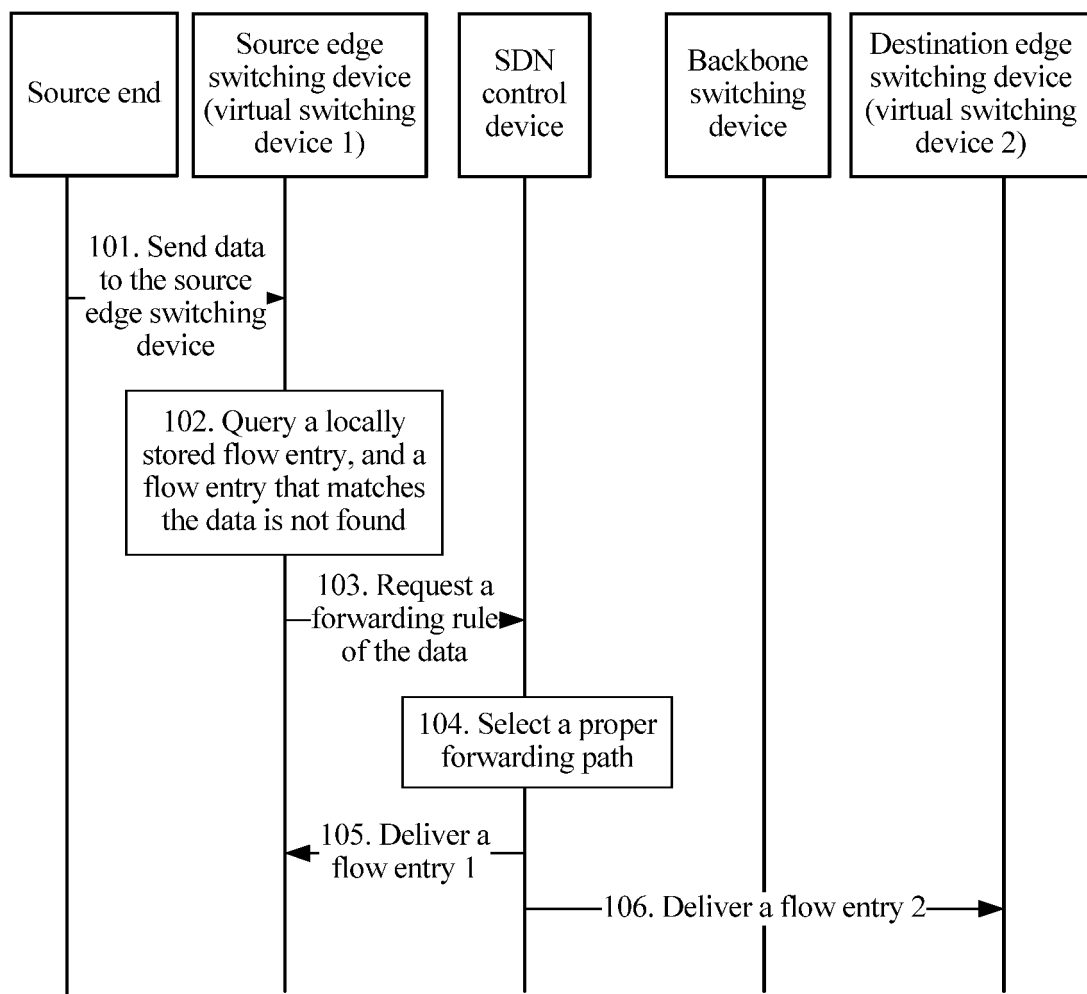 Source end
Source edge
switching device
(virtual switching
device 1)
SDN
control
device
Backbone
switching
device
Destination edge
switching device
(virtual switching
device 2)
101. Send data
to the source
edge switching
device
102. Query a locally
stored flow entry, and a
flow entry that matches
the data is not found
103. Request a
forwarding rule
of the data
104. Select a proper
forwarding path
105. Deliver a
flow entry 1
106. Deliver a flow entry 2